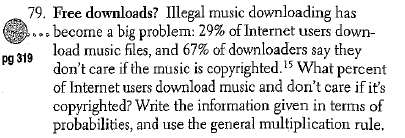 79. Free downloads? Illegal music downloading has
become a big problem: 29% of Internet users down-
load music files, and 67% of downloaders say they
pg 319
don't care if the music is copyrighted.15 What percent
of Internet users download music and don't care if it's
copyrighted? Write the information given in terms of
probabilities, and use the general multiplication rule.